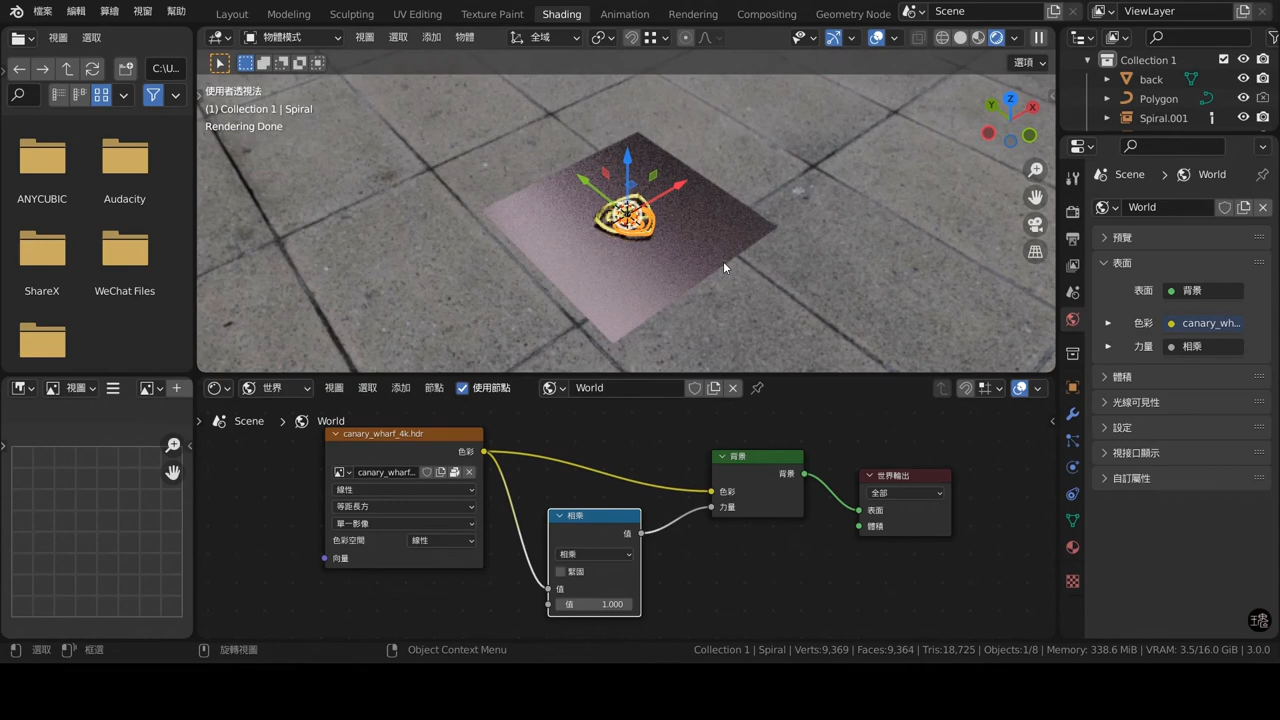 檔案 編輯 算繪 視窗 幫助 Layout Modeling Sculpting UV Editing Texture Paint Shading Animation Rendering Compositing Geometry Node Scene ViewLayer
視圖 選取
物體模式 視圖 選取 添加 物體 全域
C:\U...
選項
使用者透視法
(1) Collection 1 | Spiral
Rendering Done
Z
Y
X
ANYCUBIC
Audacity
ShareX
WeChat Files
Collection 1
back
Polygon
Spiral.001
Scene World
World
預覽
表面
表面 背景
色彩 canary_wh...
力量 相乘
體積
光線可見性
設定
視接口顯示
自訂屬性
視圖
世界 視圖 選取 添加 節點 使用節點 World
Scene World
canary_wharf_4k.hdr
色彩
canary_wharf...
線性
等距長方
單一影像
色彩空間 線性
向量
相乘
值
相乘
緊固
值
值 1.000
背景
背景
色彩
力量
世界輸出
全部
表面
體積
選取 框選 旋轉視圖 Object Context Menu Collection 1 | Spiral | Verts:9,369 | Faces:9,364 | Tris:18,725 | Objects:1/8 | Memory: 338.6 MiB | VRAM: 3.5/16.0 GiB | 3.0.0